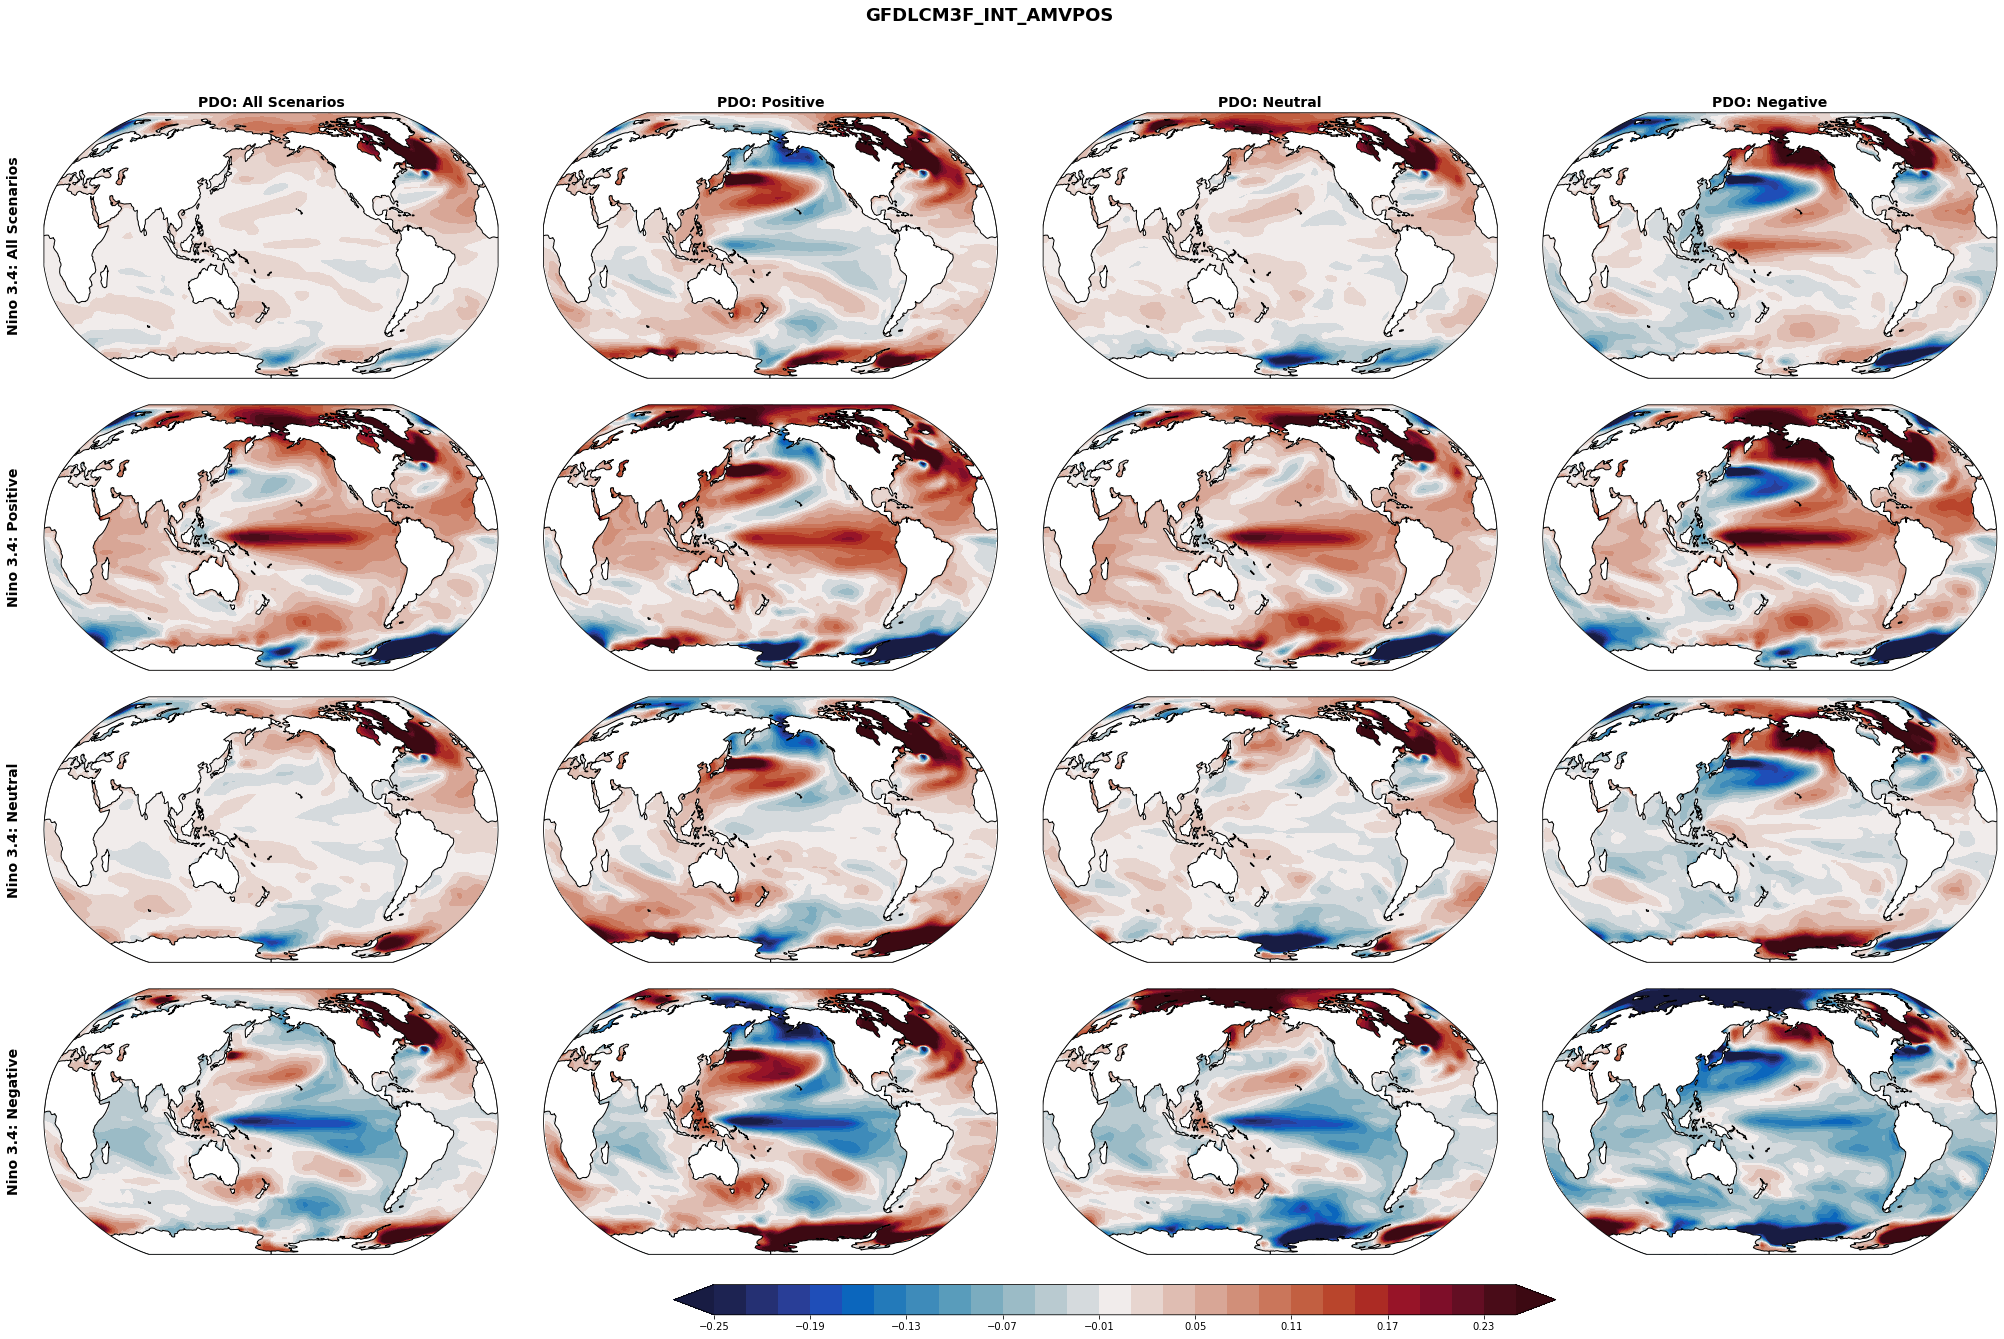 GFDLCM3F_INT_AMVPOS
PDO: All Scenarios
PDO: Positive
PDO: Neutral
PDO: Negative
Nino 3.4: All Scenarios
Nino 3.4: Positive
Nino 3.4: Neutral
Nino 3.4: Negative
−0.25 −0.19 −0.13 −0.07 −0.01 0.05 0.11 0.17 0.23